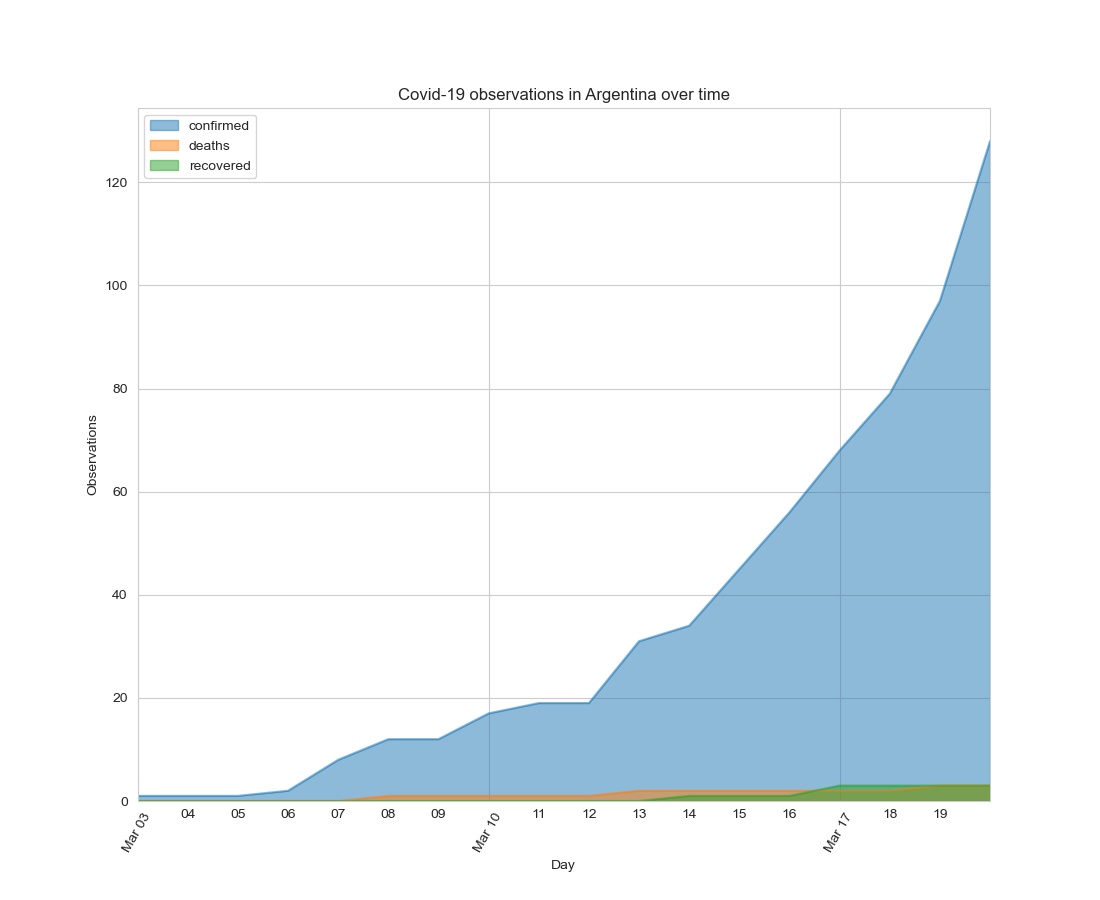 Covid-19 observations in Argentina over time
confirmed
deaths
recovered
120
100
80
60
40
20
0
Observations
Mar 03 04 05 06 07 08 09 Mar 10 11 12 13 14 15 16 Mar 17 18 19
Day